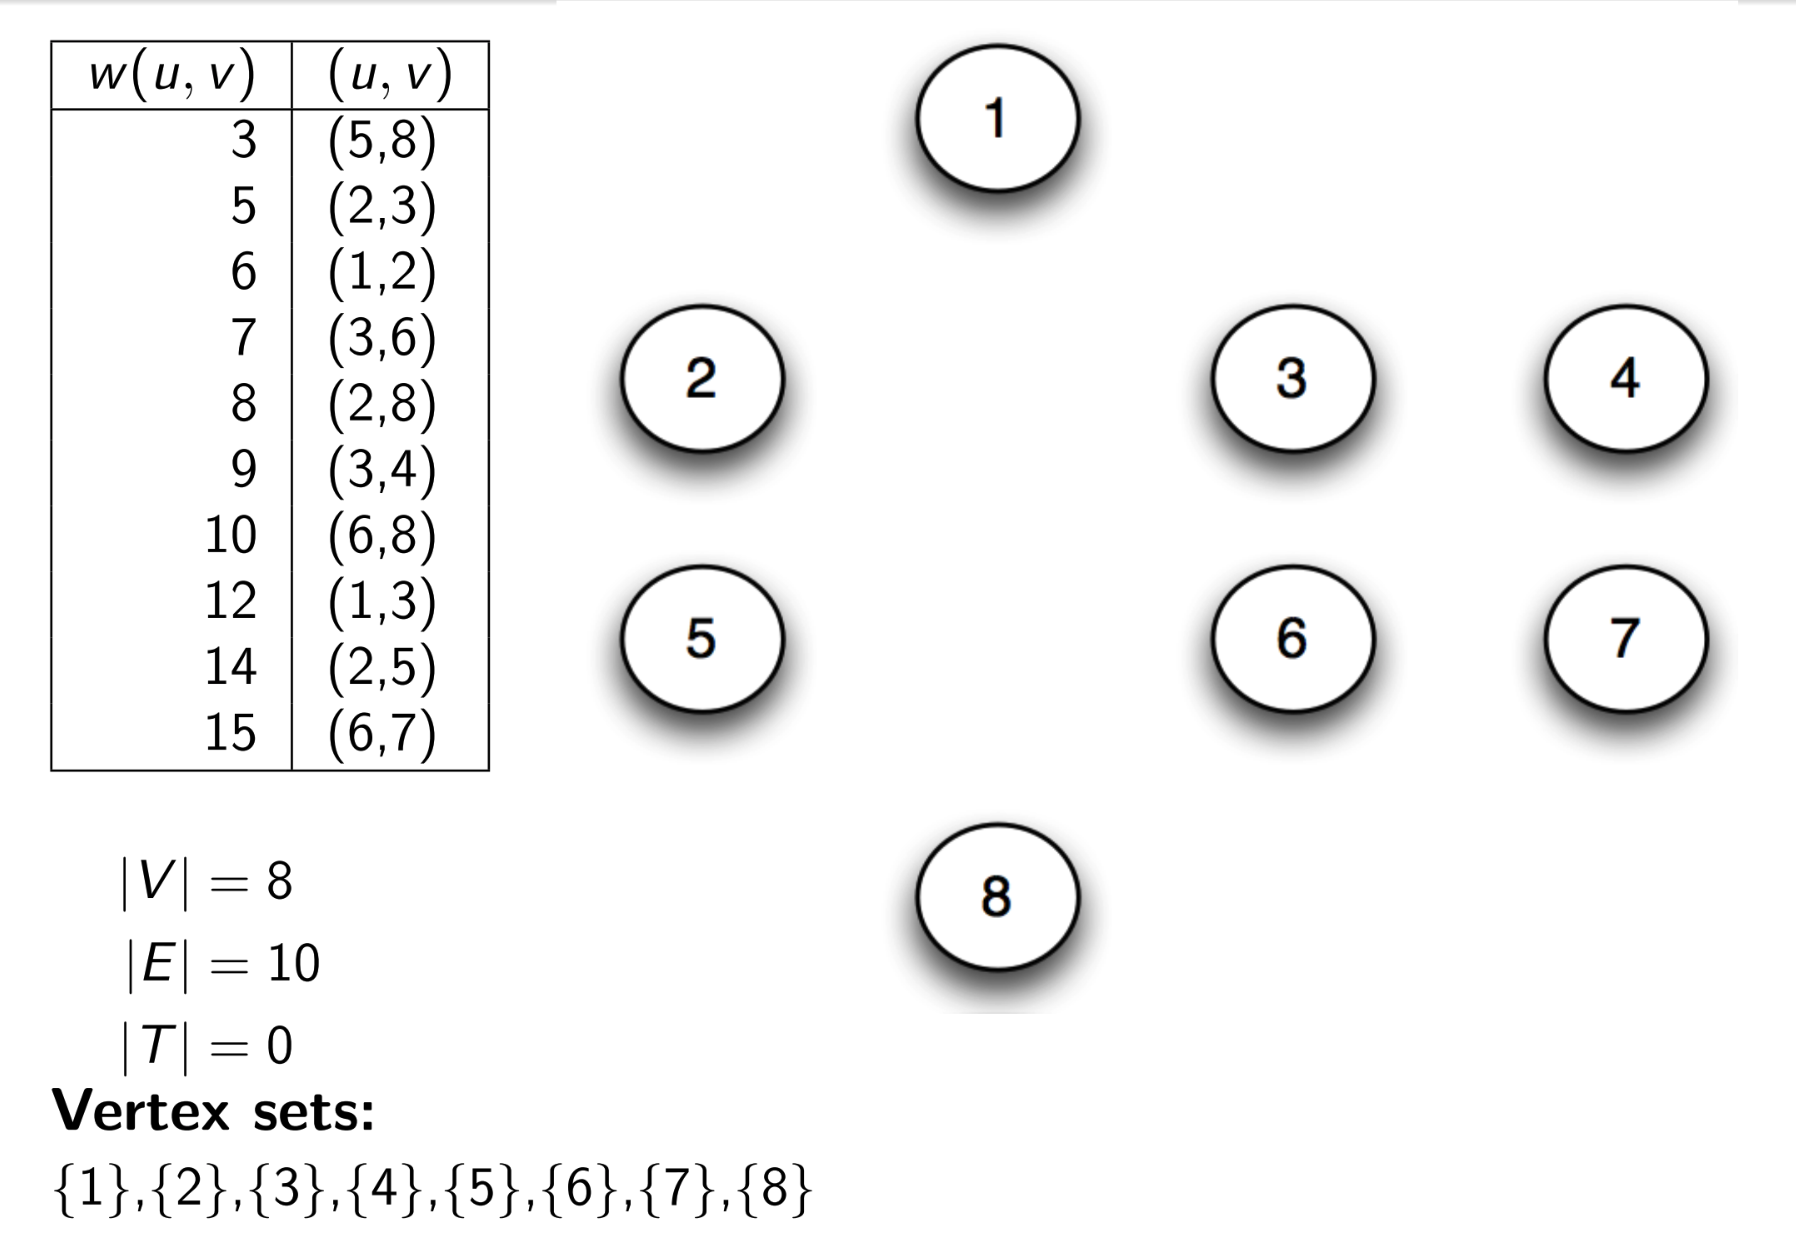 w(u, v) (u, v)
3 (5,8)
5 (2,3)
6 (1,2)
7 (3,6)
8 (2,8)
9 (3,4)
10 (6,8)
12 (1,3)
14 (2,5)
15 (6,7)
|V| = 8
|E| = 10
|T| = 0
Vertex sets:
{1},{2},{3},{4},{5},{6},{7},{8}
1
2 3 4
5 6 7
8